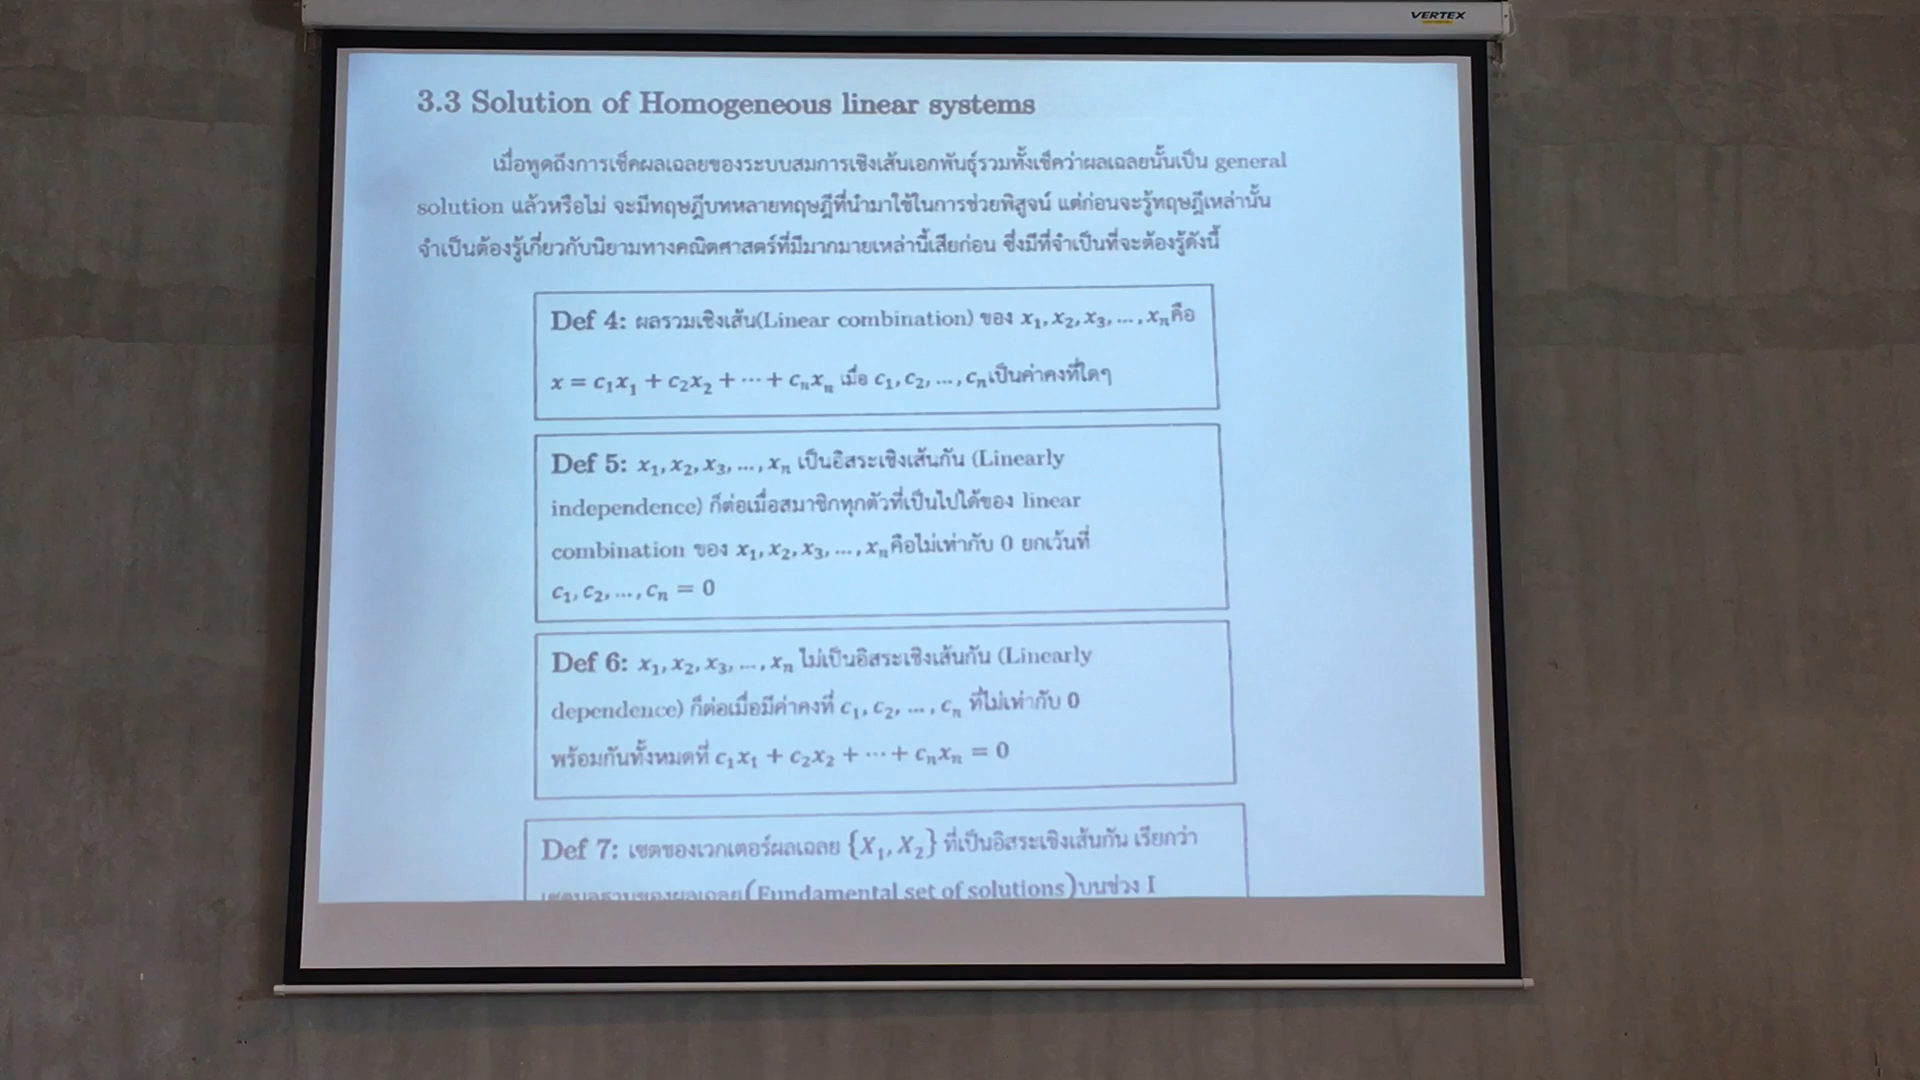 VERTEX
3.3 Solution of Homogeneous linear systems
เมื่อพูดถึงการเช็คผลเฉลยของระบบสมการเชิงเส้นเอกพันธุ์รวมทั้งเช็คว่าผลเฉลยนั้นเป็น general
solution แล้วหรือไม่ จะมีทฤษฎีบทหลายทฤษฎีที่นำมาใช้ในการช่วยพิสูจน์ แต่ก่อนจะรู้ทฤษฎีเหล่านั้น
จำเป็นต้องรู้เกี่ยวกับนิยามทางคณิตศาสตร์ที่มีมากมายเหล่านี้เสียก่อน ซึ่งมีที่จำเป็นที่จะต้องรู้ดังนี้
Def 4: ผลรวมเชิงเส้น(Linear combination) ของ x₁, x₂, x₃, ..., xₙ คือ
x = c₁x₁ + c₂x₂ + ⋯ + cₙxₙ เมื่อ c₁, c₂, ..., cₙ เป็นค่าคงที่ใดๆ
Def 5: x₁, x₂, x₃, ..., xₙ เป็นอิสระเชิงเส้นกัน (Linearly
independence) ก็ต่อเมื่อสมาชิกทุกตัวที่เป็นไปได้ของ linear
combination ของ x₁, x₂, x₃, ..., xₙ คือไม่เท่ากับ 0 ยกเว้นที่
c₁, c₂, ..., cₙ = 0
Def 6: x₁, x₂, x₃, ..., xₙ ไม่เป็นอิสระเชิงเส้นกัน (Linearly
dependence) ก็ต่อเมื่อมีค่าคงที่ c₁, c₂, ..., cₙ ที่ไม่เท่ากับ 0
พร้อมกันทั้งหมดที่ c₁x₁ + c₂x₂ + ⋯ + cₙxₙ = 0
Def 7: เซตของเวกเตอร์ผลเฉลย {X₁, X₂} ที่เป็นอิสระเชิงเส้นกัน เรียกว่า
(Fundamental set of solutions) บนช่วง I